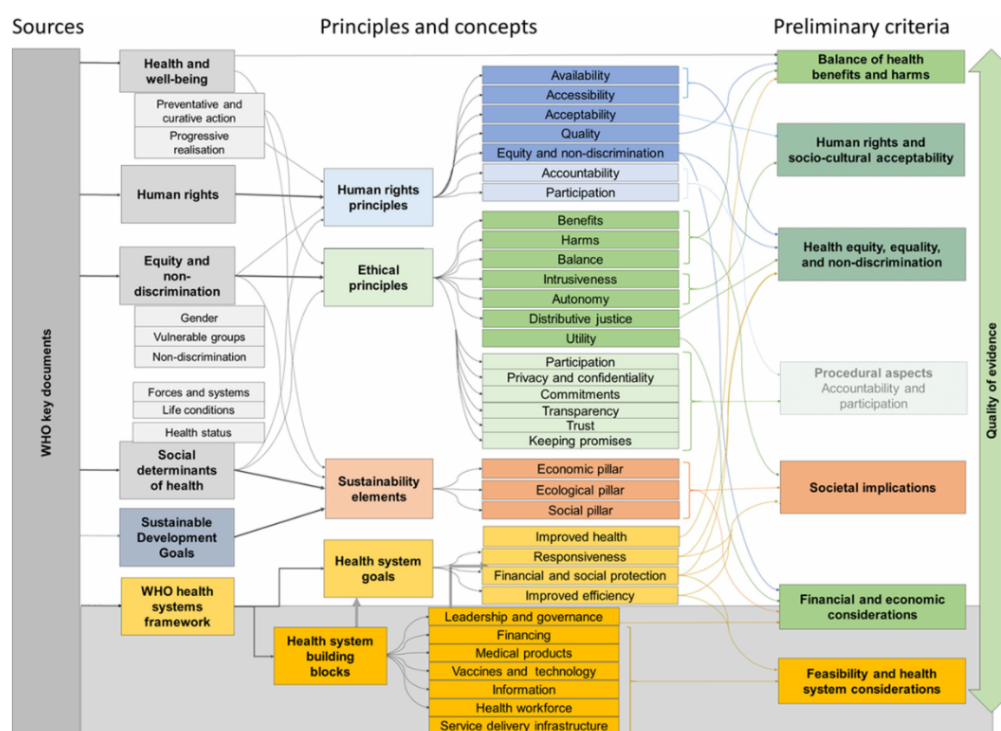 Sources
Principles and concepts
Preliminary criteria
WHO key documents
Health and
well-being
Preventative and
curative action
Progressive
realisation
Human rights
Equity and
non-
discrimination
Gender
Vulnerable groups
Non-discrimination
Forces and systems
Life conditions
Health status
Social
determinants
of health
Sustainable
Development
Goals
WHO health
systems
framework
Human rights
principles
Ethical
principles
Sustainability
elements
Health system
goals
Health system
building
blocks
Availability
Accessibility
Acceptability
Quality
Equity and non-discrimination
Accountability
Participation
Benefits
Harms
Balance
Intrusiveness
Autonomy
Distributive justice
Utility
Participation
Privacy and confidentiality
Commitments
Transparency
Trust
Keeping promises
Economic pillar
Ecological pillar
Social pillar
Improved health
Responsiveness
Financial and social protection
Improved efficiency
Leadership and governance
Financing
Medical products
Vaccines and technology
Information
Health workforce
Service delivery infrastructure
Balance of health
benefits and harms
Human rights and
socio-cultural acceptability
Health equity, equality,
and non-discrimination
Procedural aspects
Accountability and
participation
Societal implications
Financial and economic
considerations
Feasibility and health
system considerations
Quality of evidence